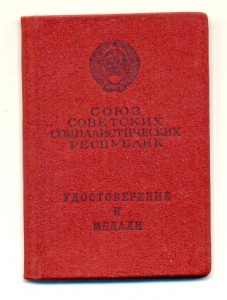 СОЮЗ
СОВЕТСКИХ
СОЦИАЛИСТИЧЕСКИХ
РЕСПУБЛИК
УДОСТОВЕРЕНИЕ
К
МЕДАЛИ